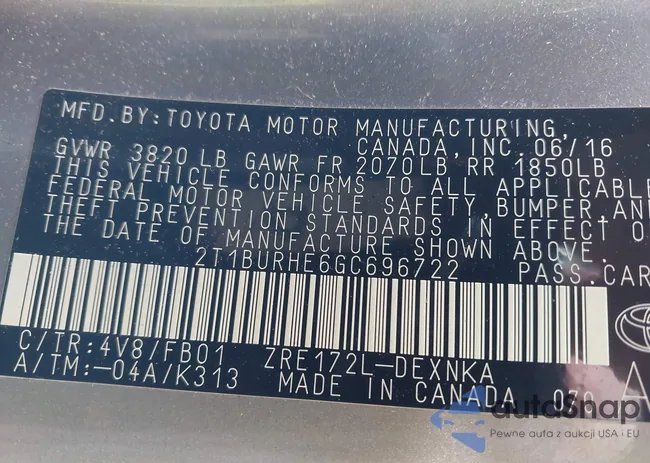 MFD.BY:TOYOTA MOTOR MANUFACTURING,
CANADA, INC. 06/16
GVWR 3820 LB GAWR FR 2070LB, RR 1850LB
THIS VEHICLE CONFORMS TO ALL APPLICABLE
FEDERAL MOTOR VEHICLE SAFETY, BUMPER AN
THEFT PREVENTION STANDARDS IN EFFECT O
THE DATE OF MANUFACTURE SHOWN ABOVE.
2T1BURHE6GC696722 PASS.CAR
C/TR:4V8/FB01 ZRE172L-DEXNKA
A/TM:-04A/K313 MADE IN CANADA
autoSnap
Pewne auta z aukcji USA i EU